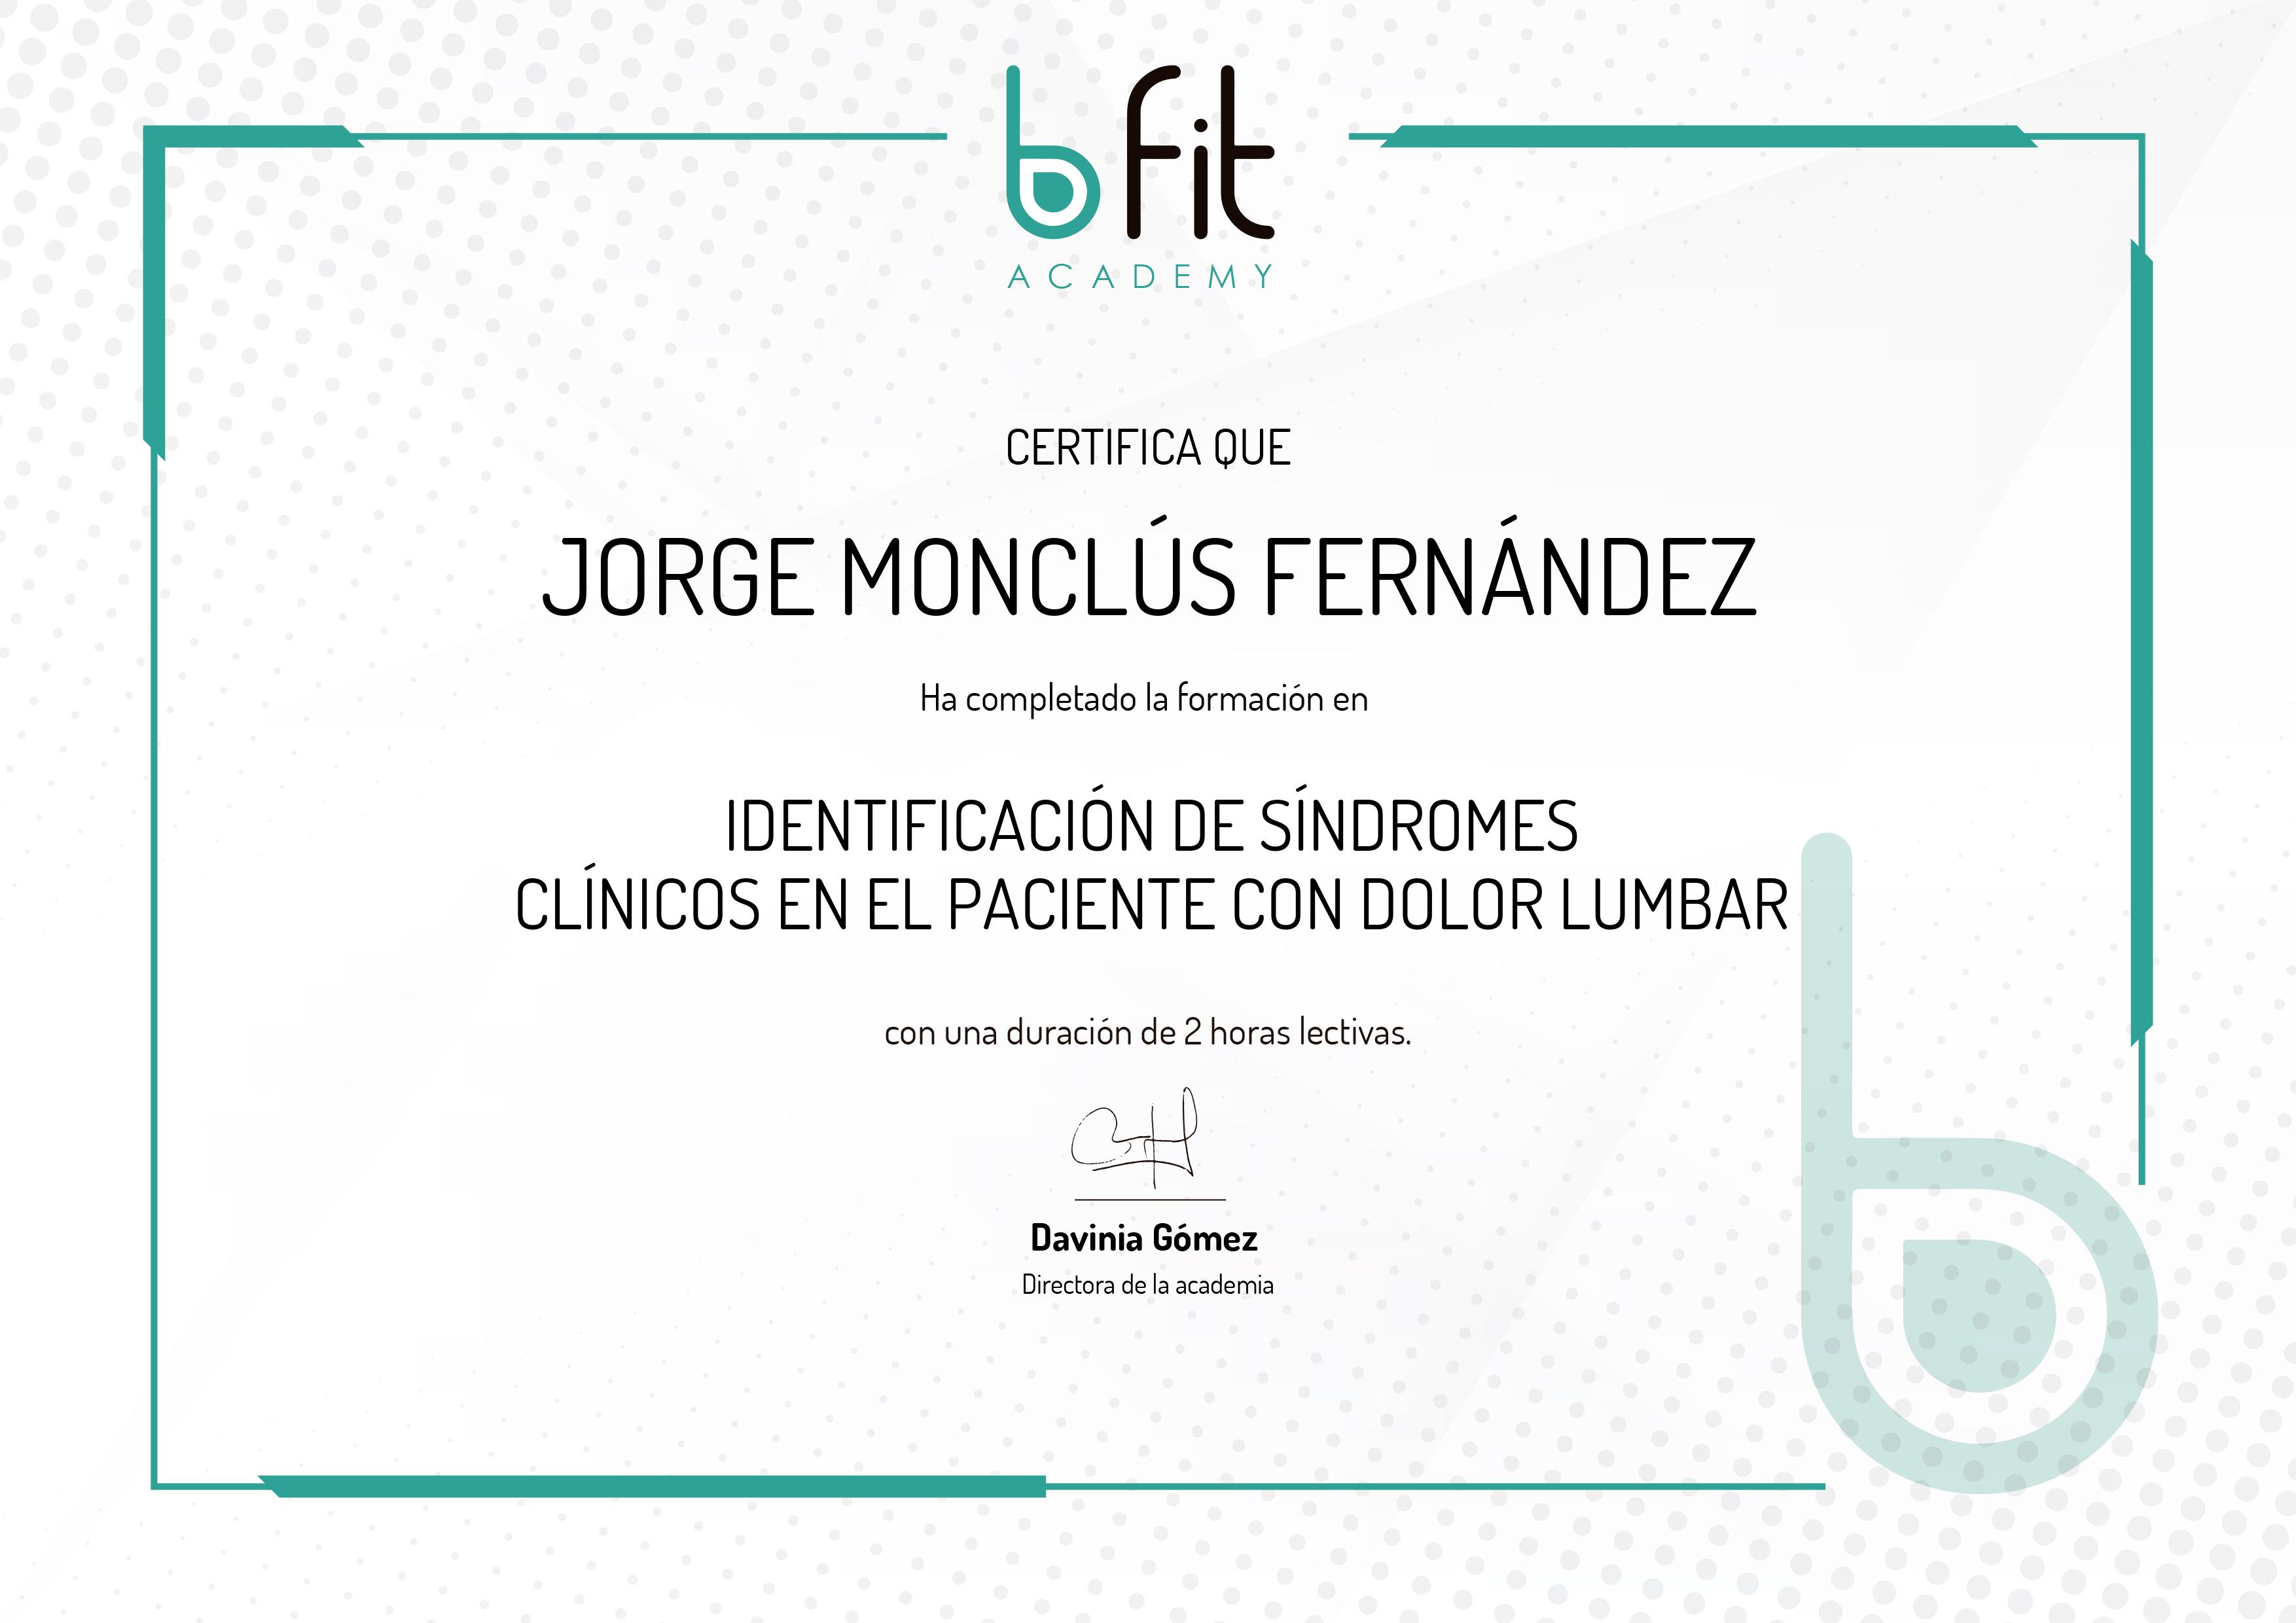 bfit
ACADEMY
CERTIFICA QUE
JORGE MONCLÚS FERNÁNDEZ
Ha completado la formación en
IDENTIFICACIÓN DE SÍNDROMES
CLÍNICOS EN EL PACIENTE CON DOLOR LUMBAR
con una duración de 2 horas lectivas.
Davinia Gómez
Directora de la academia